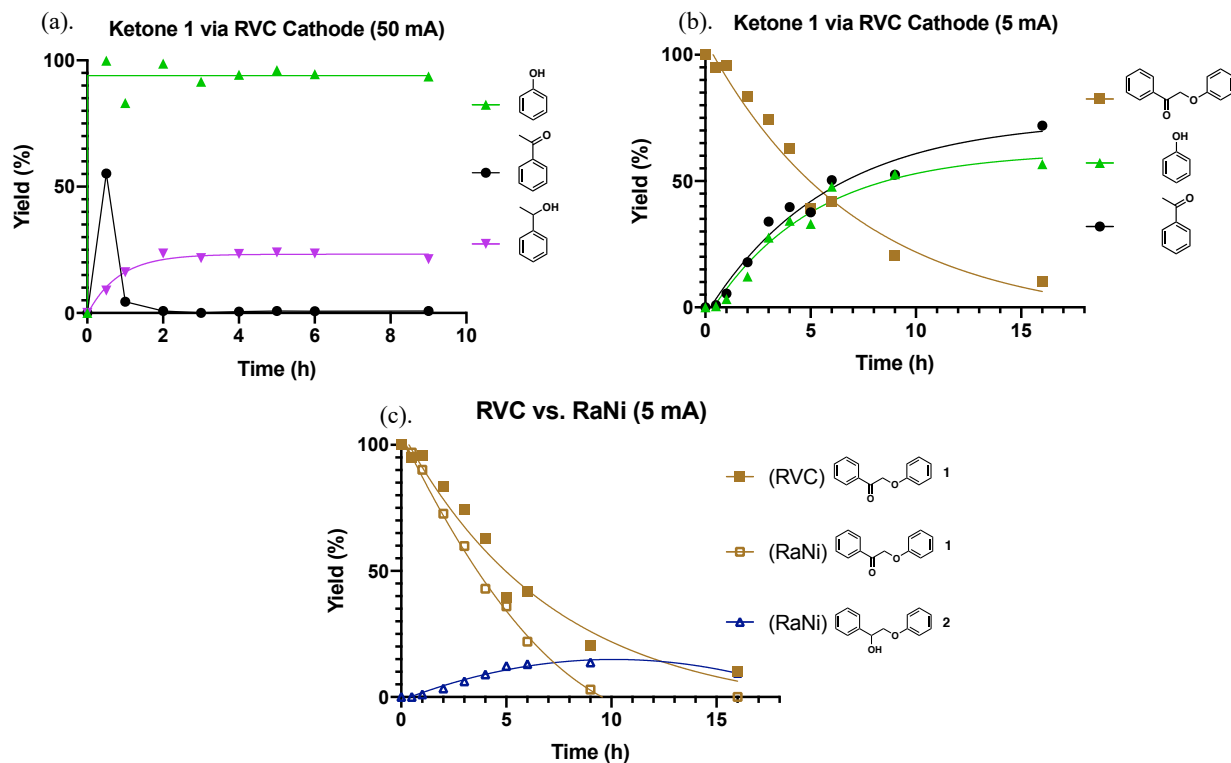 (a).
Ketone 1 via RVC Cathode (50 mA)
Yield (%)
100
50
0
0 2 4 6 8 10
Time (h)
OH
O
OH
(b).
Ketone 1 via RVC Cathode (5 mA)
Yield (%)
100
50
0
0 5 10 15
Time (h)
O
O
OH
O
(c).
RVC vs. RaNi (5 mA)
Yield (%)
100
50
0
0 5 10 15
Time (h)
(RVC) O O 1
(RaNi) O O 1
(RaNi) O OH 2